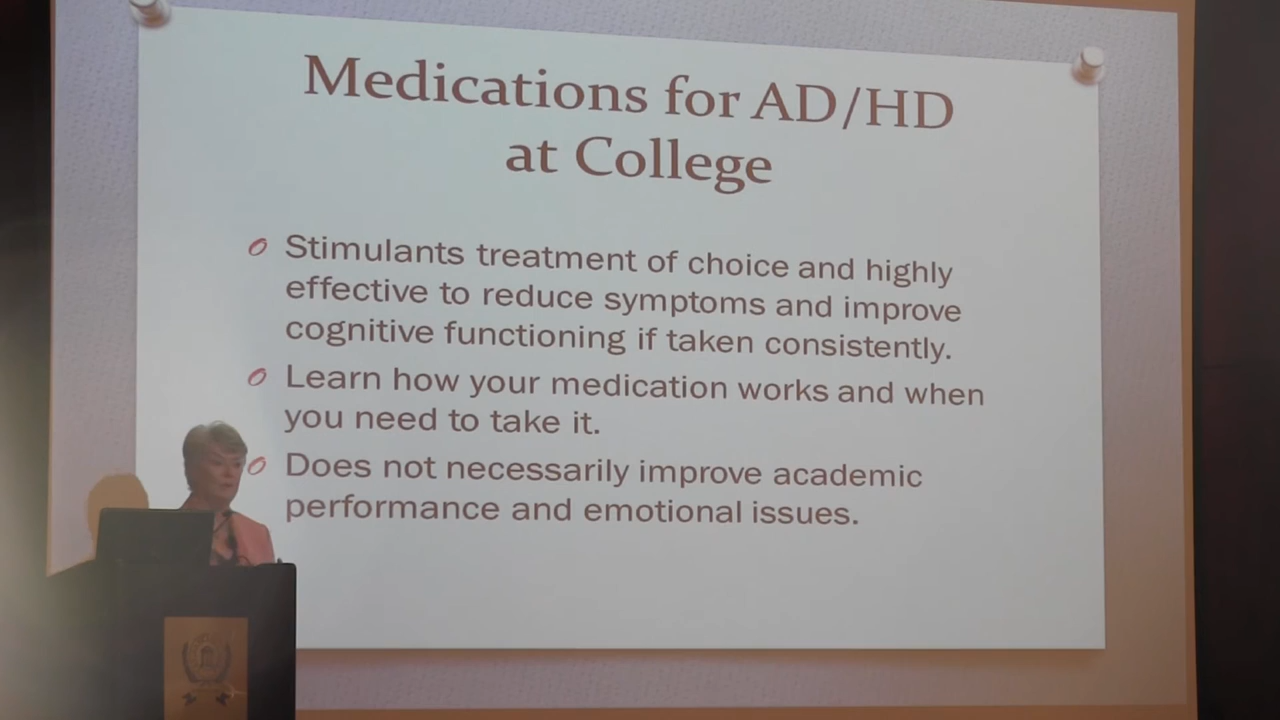 Medications for AD/HD
at College
Stimulants treatment of choice and highly
effective to reduce symptoms and improve
cognitive functioning if taken consistently.
Learn how your medication works and when
you need to take it.
Does not necessarily improve academic
performance and emotional issues.